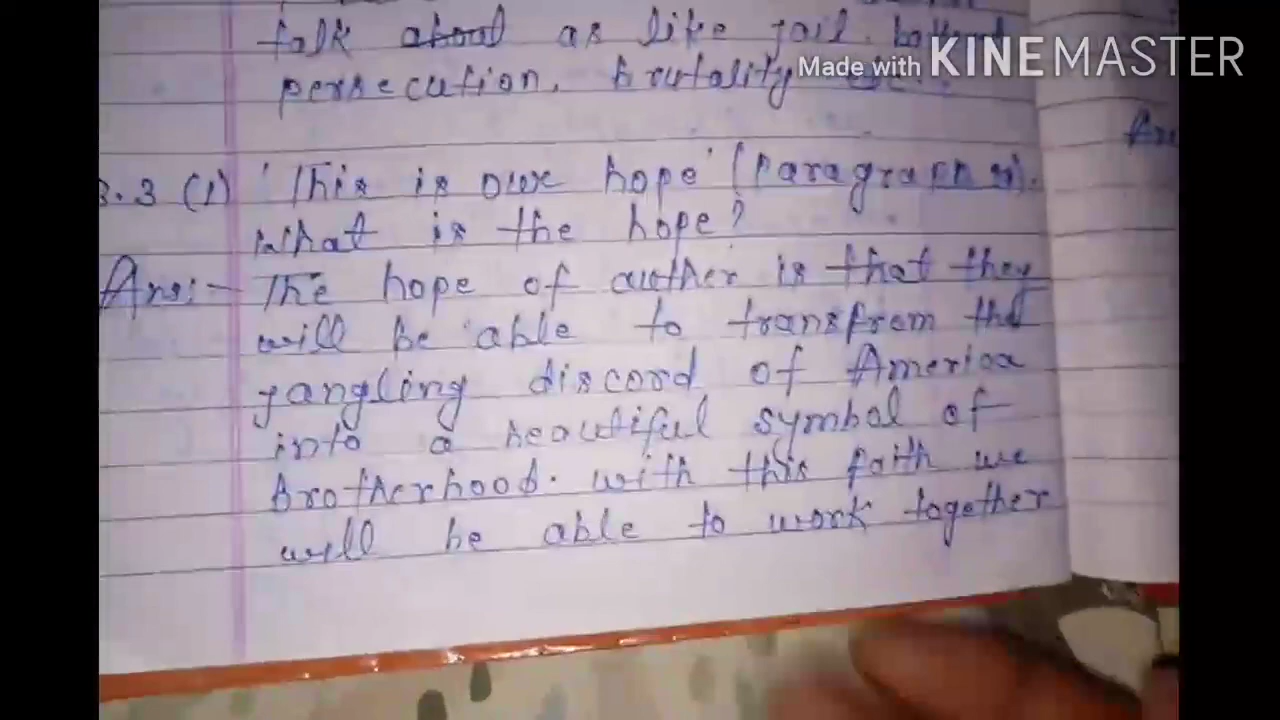 talk about as like jail.
persecution, brutality
Made with KINEMASTER
3.3 (1) 'This is our hope' (Paragraph
What is the hope?
Ans:- The hope of auther is that they
will be able to transfrom the
jangling discord of America
into a beautiful symbol of
Brotherhood. with this faith we
will be able to work together